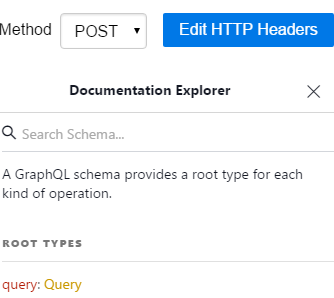 Method POST Edit HTTP Headers
Documentation Explorer
Search Schema...
A GraphQL schema provides a root type for each
kind of operation.
ROOT TYPES
query: Query